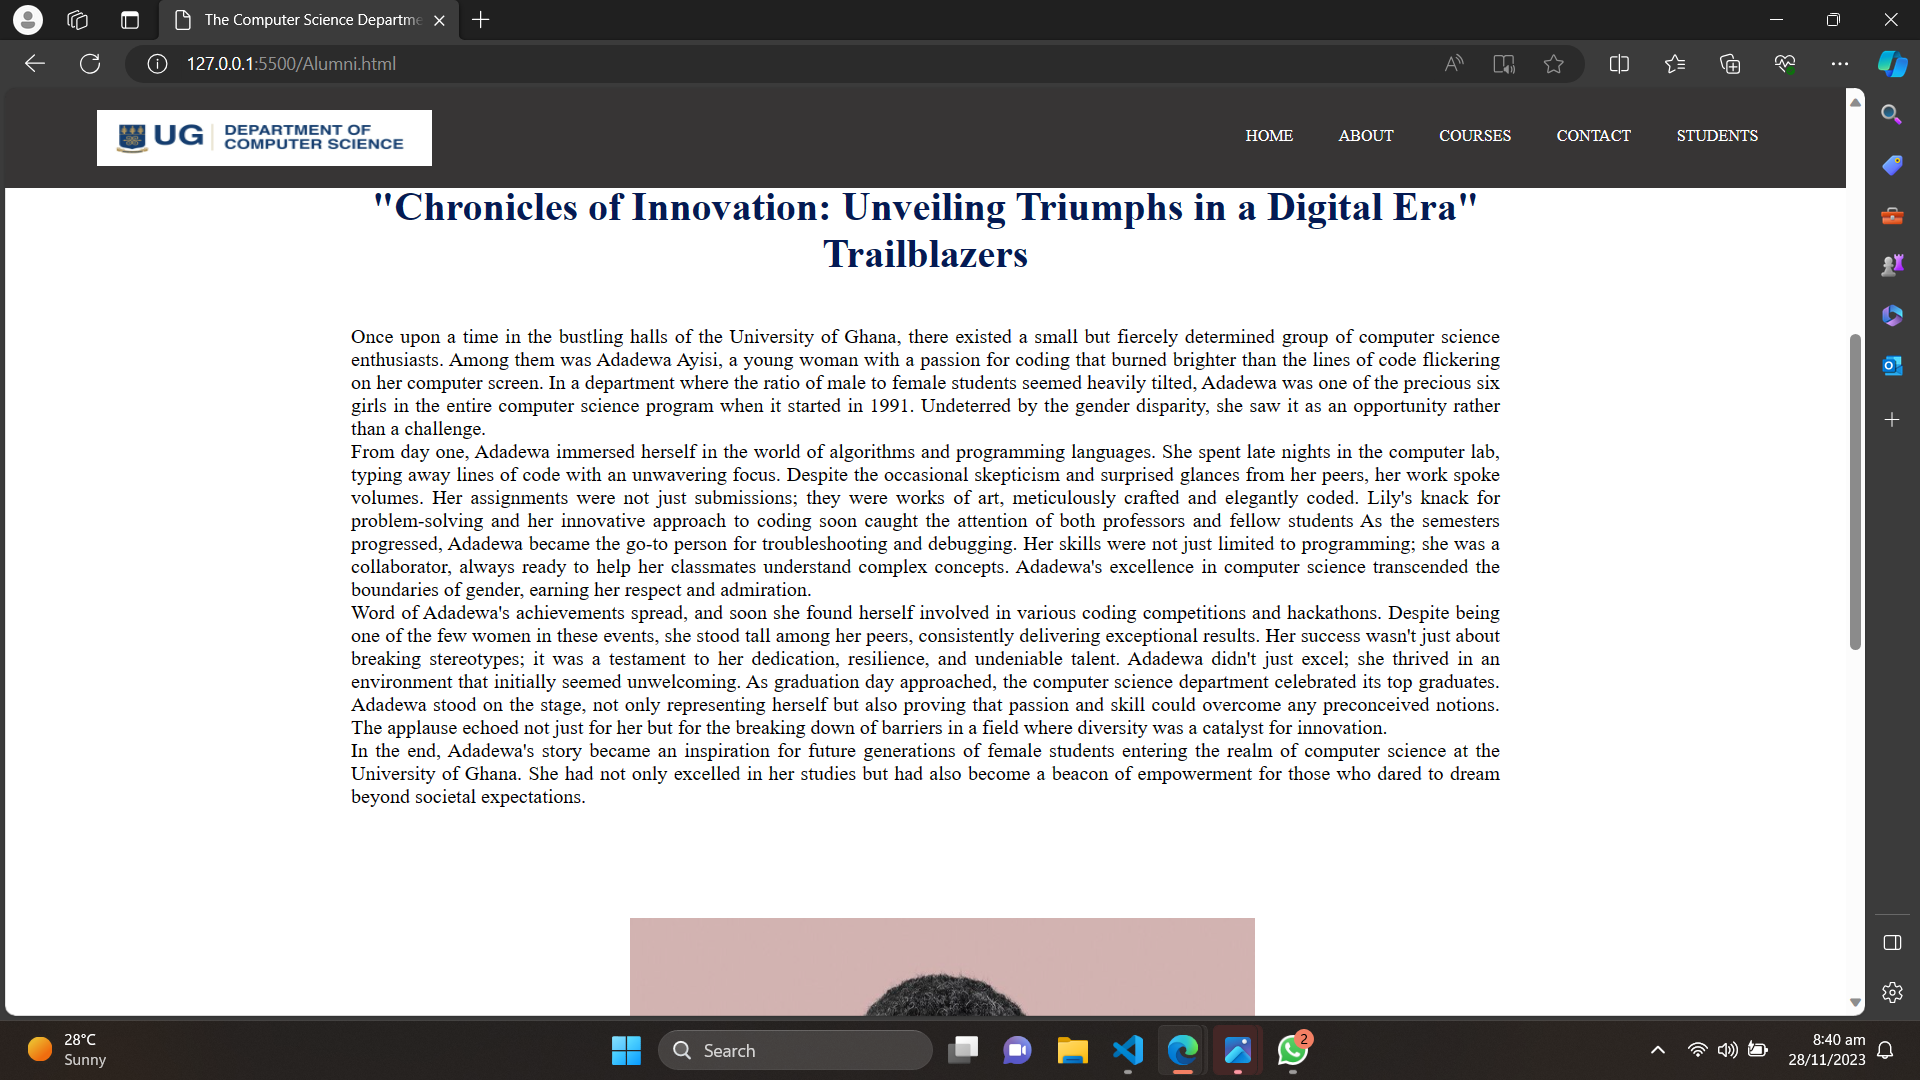 The Computer Science Departme
127.0.0.1:5500/Alumni.html
UG DEPARTMENT OF
COMPUTER SCIENCE
HOME ABOUT COURSES CONTACT STUDENTS
"Chronicles of Innovation: Unveiling Triumphs in a Digital Era"
Trailblazers
Once upon a time in the bustling halls of the University of Ghana, there existed a small but fiercely determined group of computer science
enthusiasts. Among them was Adadewa Ayisi, a young woman with a passion for coding that burned brighter than the lines of code flickering
on her computer screen. In a department where the ratio of male to female students seemed heavily tilted, Adadewa was one of the precious six
girls in the entire computer science program when it started in 1991. Undeterred by the gender disparity, she saw it as an opportunity rather
than a challenge.
From day one, Adadewa immersed herself in the world of algorithms and programming languages. She spent late nights in the computer lab,
typing away lines of code with an unwavering focus. Despite the occasional skepticism and surprised glances from her peers, her work spoke
volumes. Her assignments were not just submissions; they were works of art, meticulously crafted and elegantly coded. Lily's knack for
problem-solving and her innovative approach to coding soon caught the attention of both professors and fellow students As the semesters
progressed, Adadewa became the go-to person for troubleshooting and debugging. Her skills were not just limited to programming; she was a
collaborator, always ready to help her classmates understand complex concepts. Adadewa's excellence in computer science transcended the
boundaries of gender, earning her respect and admiration.
Word of Adadewa's achievements spread, and soon she found herself involved in various coding competitions and hackathons. Despite being
one of the few women in these events, she stood tall among her peers, consistently delivering exceptional results. Her success wasn't just about
breaking stereotypes; it was a testament to her dedication, resilience, and undeniable talent. Adadewa didn't just excel; she thrived in an
environment that initially seemed unwelcoming. As graduation day approached, the computer science department celebrated its top graduates.
Adadewa stood on the stage, not only representing herself but also proving that passion and skill could overcome any preconceived notions.
The applause echoed not just for her but for the breaking down of barriers in a field where diversity was a catalyst for innovation.
In the end, Adadewa's story became an inspiration for future generations of female students entering the realm of computer science at the
University of Ghana. She had not only excelled in her studies but had also become a beacon of empowerment for those who dared to dream
beyond societal expectations.
28°C
Sunny
Search
2
8:40 am
28/11/2023